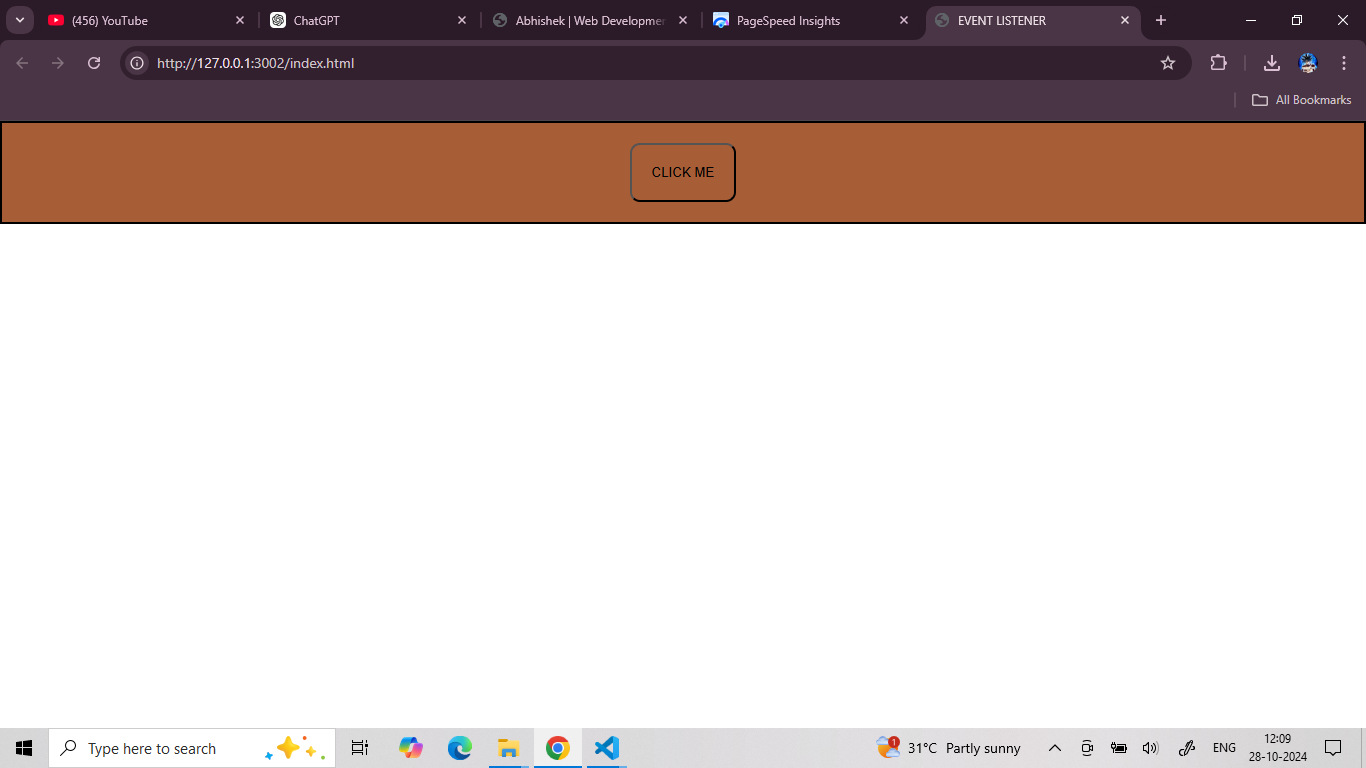 (456) YouTube
ChatGPT
Abhishek | Web Developmen
PageSpeed Insights
EVENT LISTENER
http://127.0.0.1:3002/index.html
All Bookmarks
CLICK ME
Type here to search
1
31°C Partly sunny
ENG
12:09
28-10-2024